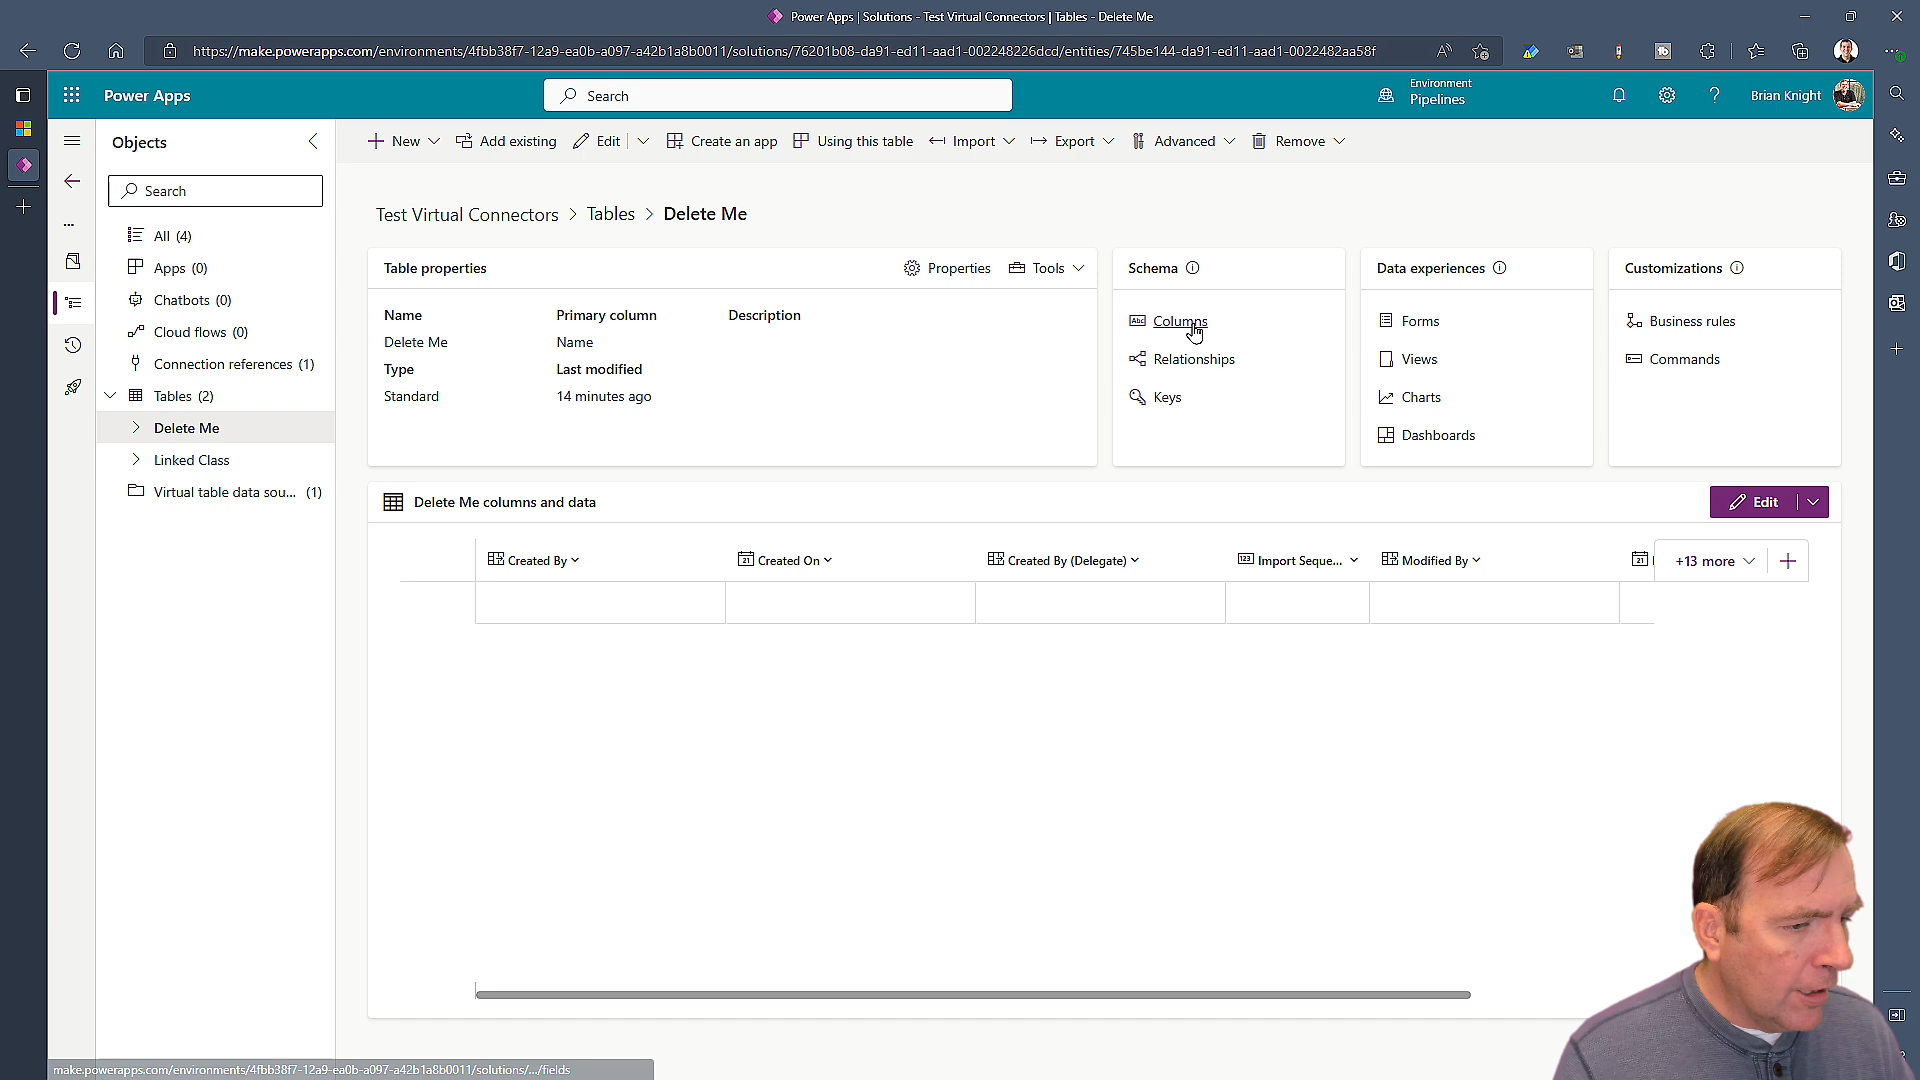 Power Apps | Solutions - Test Virtual Connectors | Tables - Delete Me
https://make.powerapps.com/environments/4fbb38f7-12a9-ea0b-a097-a42b1a8b0011/solutions/76201b08-da91-ed11-aad1-002248226dcd/entities/745be144-da91-ed11-aad1-0022482aa58f
Power Apps
Search
Environment
Pipelines
Brian Knight
Objects
Search
All (4)
Apps (0)
Chatbots (0)
Cloud flows (0)
Connection references (1)
Tables (2)
Delete Me
Linked Class
Virtual table data sou... (1)
New
Add existing
Edit
Create an app
Using this table
Import
Export
Advanced
Remove
Test Virtual Connectors > Tables > Delete Me
Table properties
Properties
Tools
Name
Primary column
Description
Delete Me
Name
Type
Last modified
Standard
14 minutes ago
Schema
Columns
Relationships
Keys
Data experiences
Forms
Views
Charts
Dashboards
Customizations
Business rules
Commands
Delete Me columns and data
Edit
Created By
Created On
Created By (Delegate)
Import Seque...
Modified By
+13 more
make.powerapps.com/environments/4fbb38f7-12a9-ea0b-a097-a42b1a8b0011/solutions/.../fields